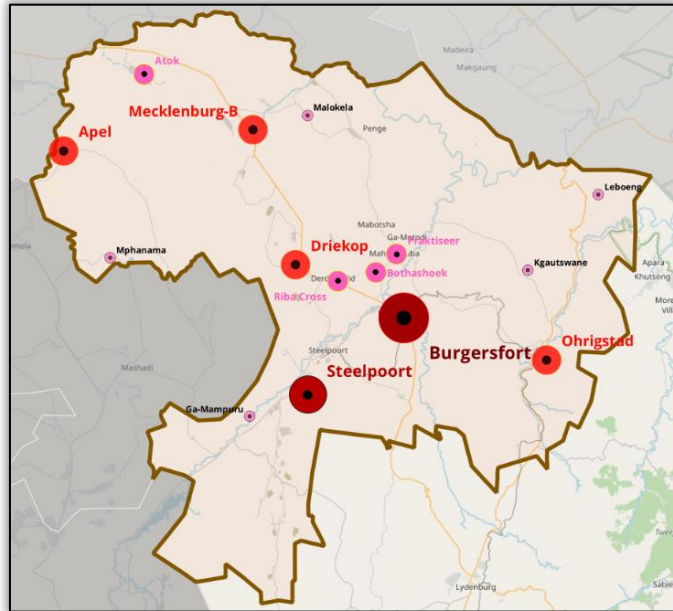 Madeira
Makgaung
Atok
Mecklenburg-B
Malokela
Penge
Apel
Leboeng
Mabotsha
Ga-Motodi
Praktiseer
Mphanama
Driekop
Bothashoek
Kgautswane
Apara
Khutsong
Riba Cross
Burgersfort
Ohrigstad
Steelpoort
Steelpoort
Mashadi
Ga-Mampuru
Lydenburg